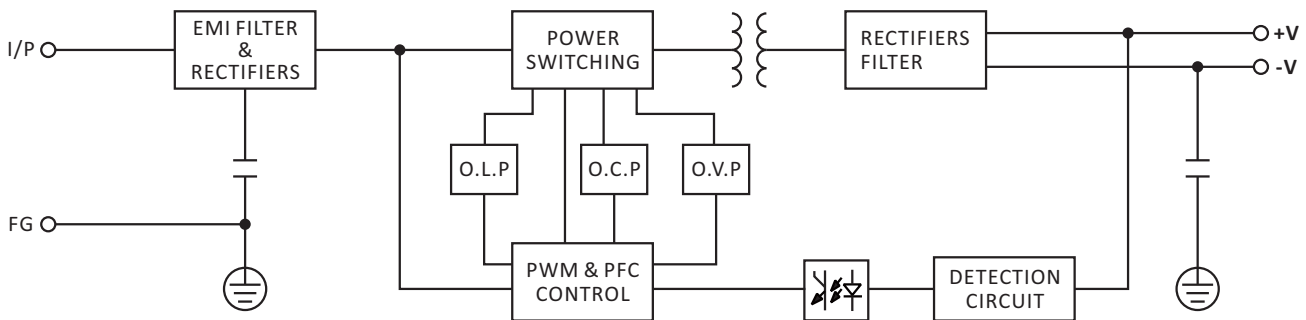 I/P
EMI FILTER
&
RECTIFIERS
POWER
SWITCHING
RECTIFIERS
FILTER
+V
-V
O.L.P
O.C.P
O.V.P
FG
PWM & PFC
CONTROL
DETECTION
CIRCUIT